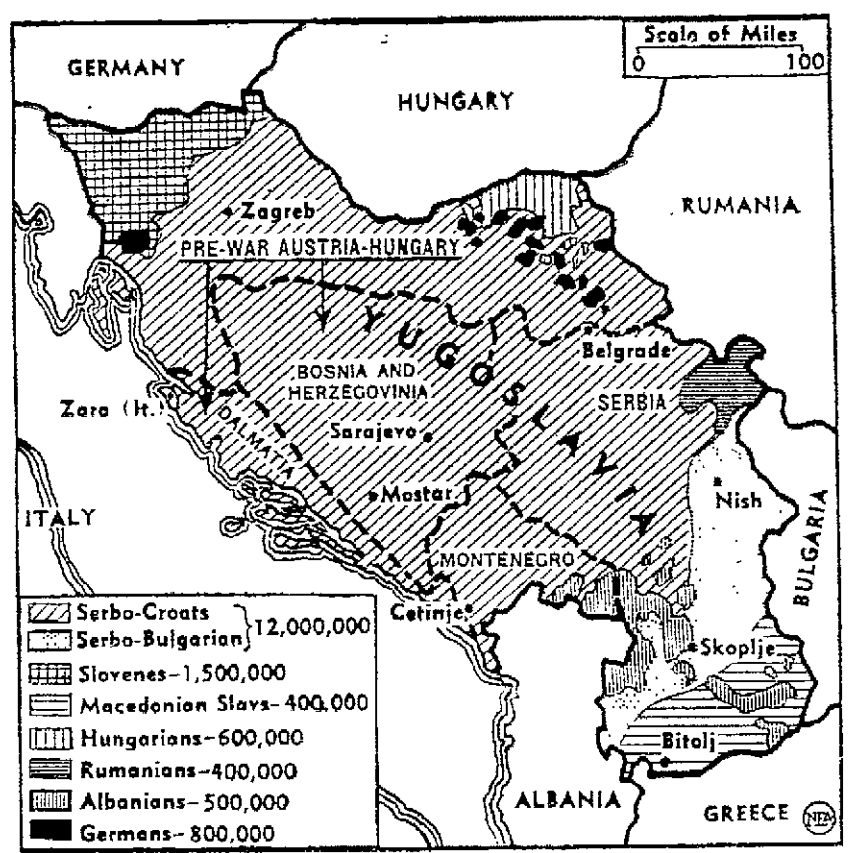 Scale of Miles
0 100
GERMANY
HUNGARY
RUMANIA
Zagreb
PRE-WAR AUSTRIA-HUNGARY
YUGOSLAVIA
Belgrade
BOSNIA AND
HERZEGOVINIA
SERBIA
Zara (It.)
DALMATIA
Sarajevo
Mostar
Nish
ITALY
MONTENEGRO
BULGARIA
Cetinje
Skoplje
Bitolj
ALBANIA
GREECE
NEA
Serbo-Croats
Serbo-Bulgarian } 12,000,000
Slovenes-1,500,000
Macedonian Slavs-400,000
Hungarians-600,000
Rumanians-400,000
Albanians-500,000
Germans-800,000